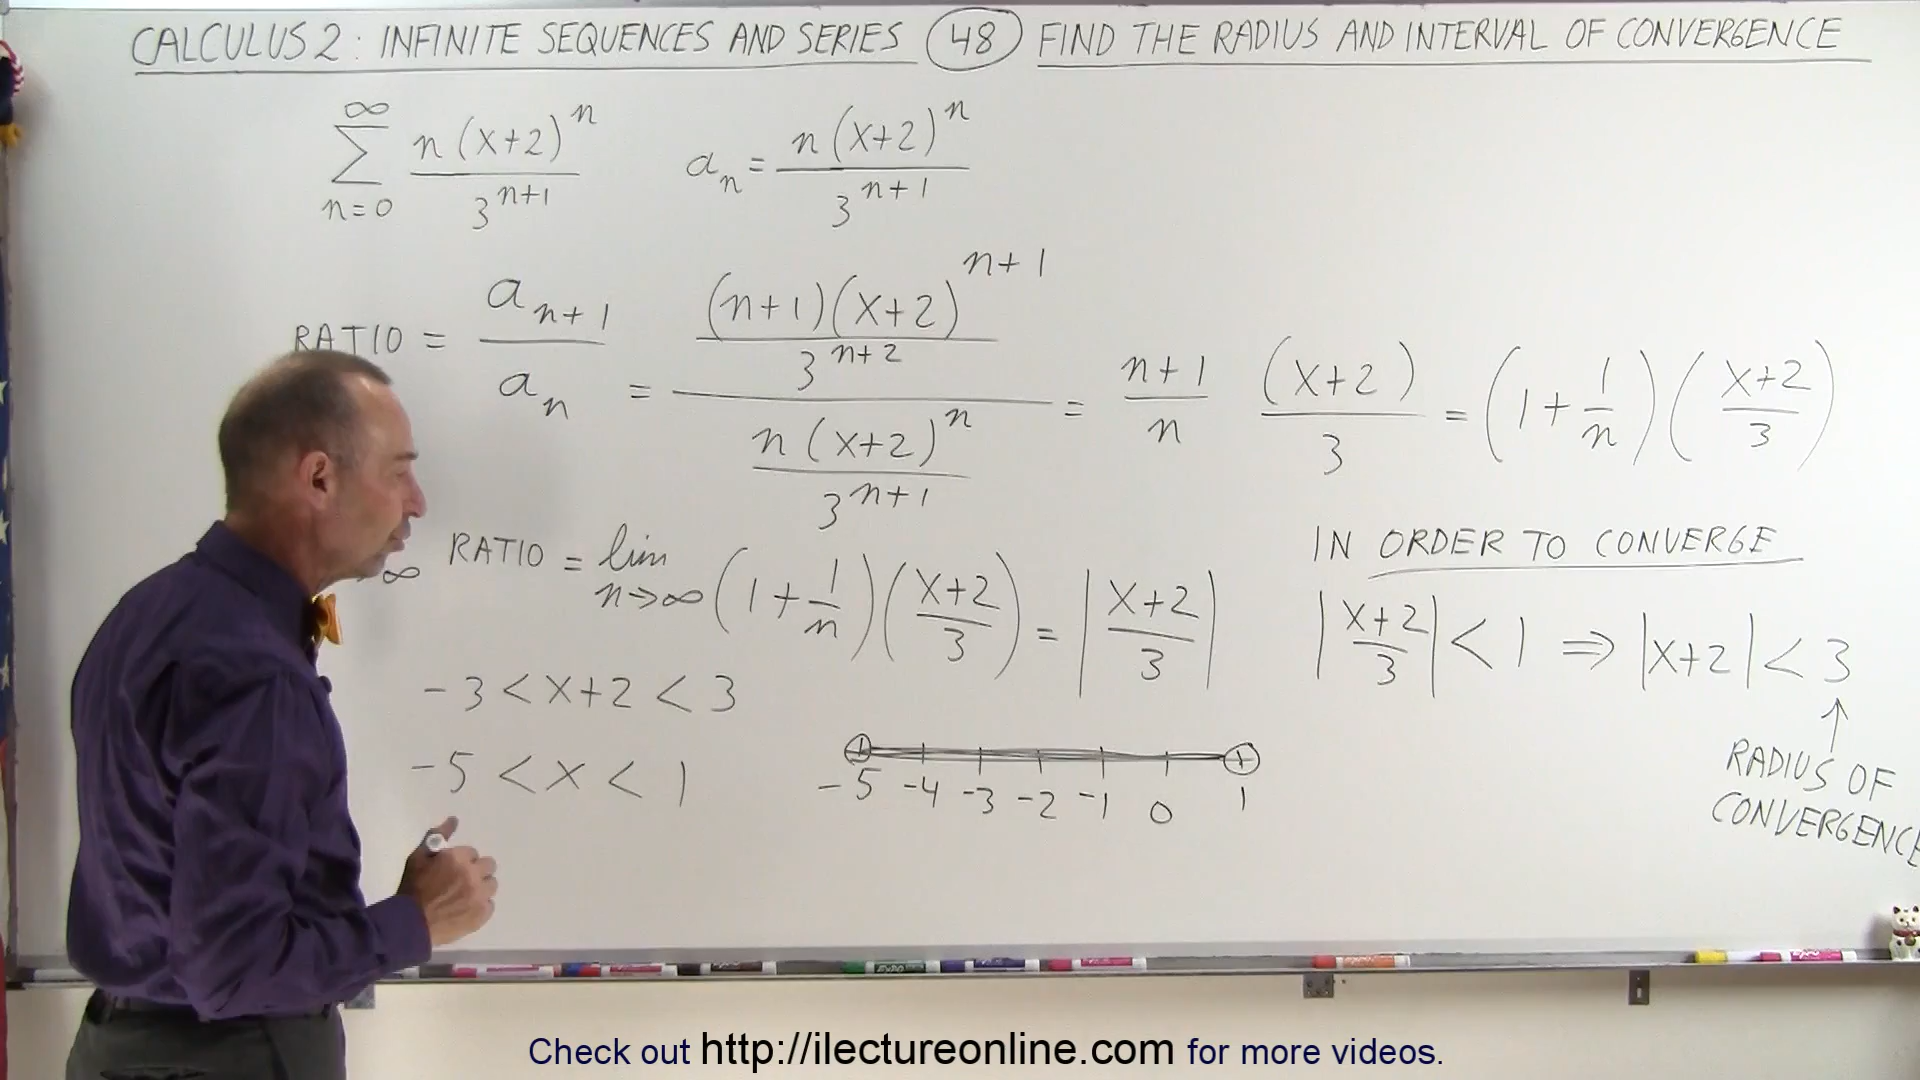 CALCULUS 2: INFINITE SEQUENCES AND SERIES (48) FIND THE RADIUS AND INTERVAL OF CONVERGENCE
∑_{n=0}^{∞} n(x+2)^n / 3^{n+1}    a_n = n(x+2)^n / 3^{n+1}
RATIO = a_{n+1} / a_n = ((n+1)(x+2)^{n+1} / 3^{n+2}) / (n(x+2)^n / 3^{n+1}) = (n+1)/n (x+2)/3 = (1+1/n)((x+2)/3)
∞ RATIO = lim_{n→∞} (1+1/n)((x+2)/3) = |(x+2)/3|
IN ORDER TO CONVERGE
|(x+2)/3| < 1 ⇒ |x+2| < 3
↑
RADIUS OF
CONVERGENCE
-3 < x+2 < 3
-5 < x < 1
-5 -4 -3 -2 -1 0 1
EXPO
Check out http://ilectureonline.com for more videos.